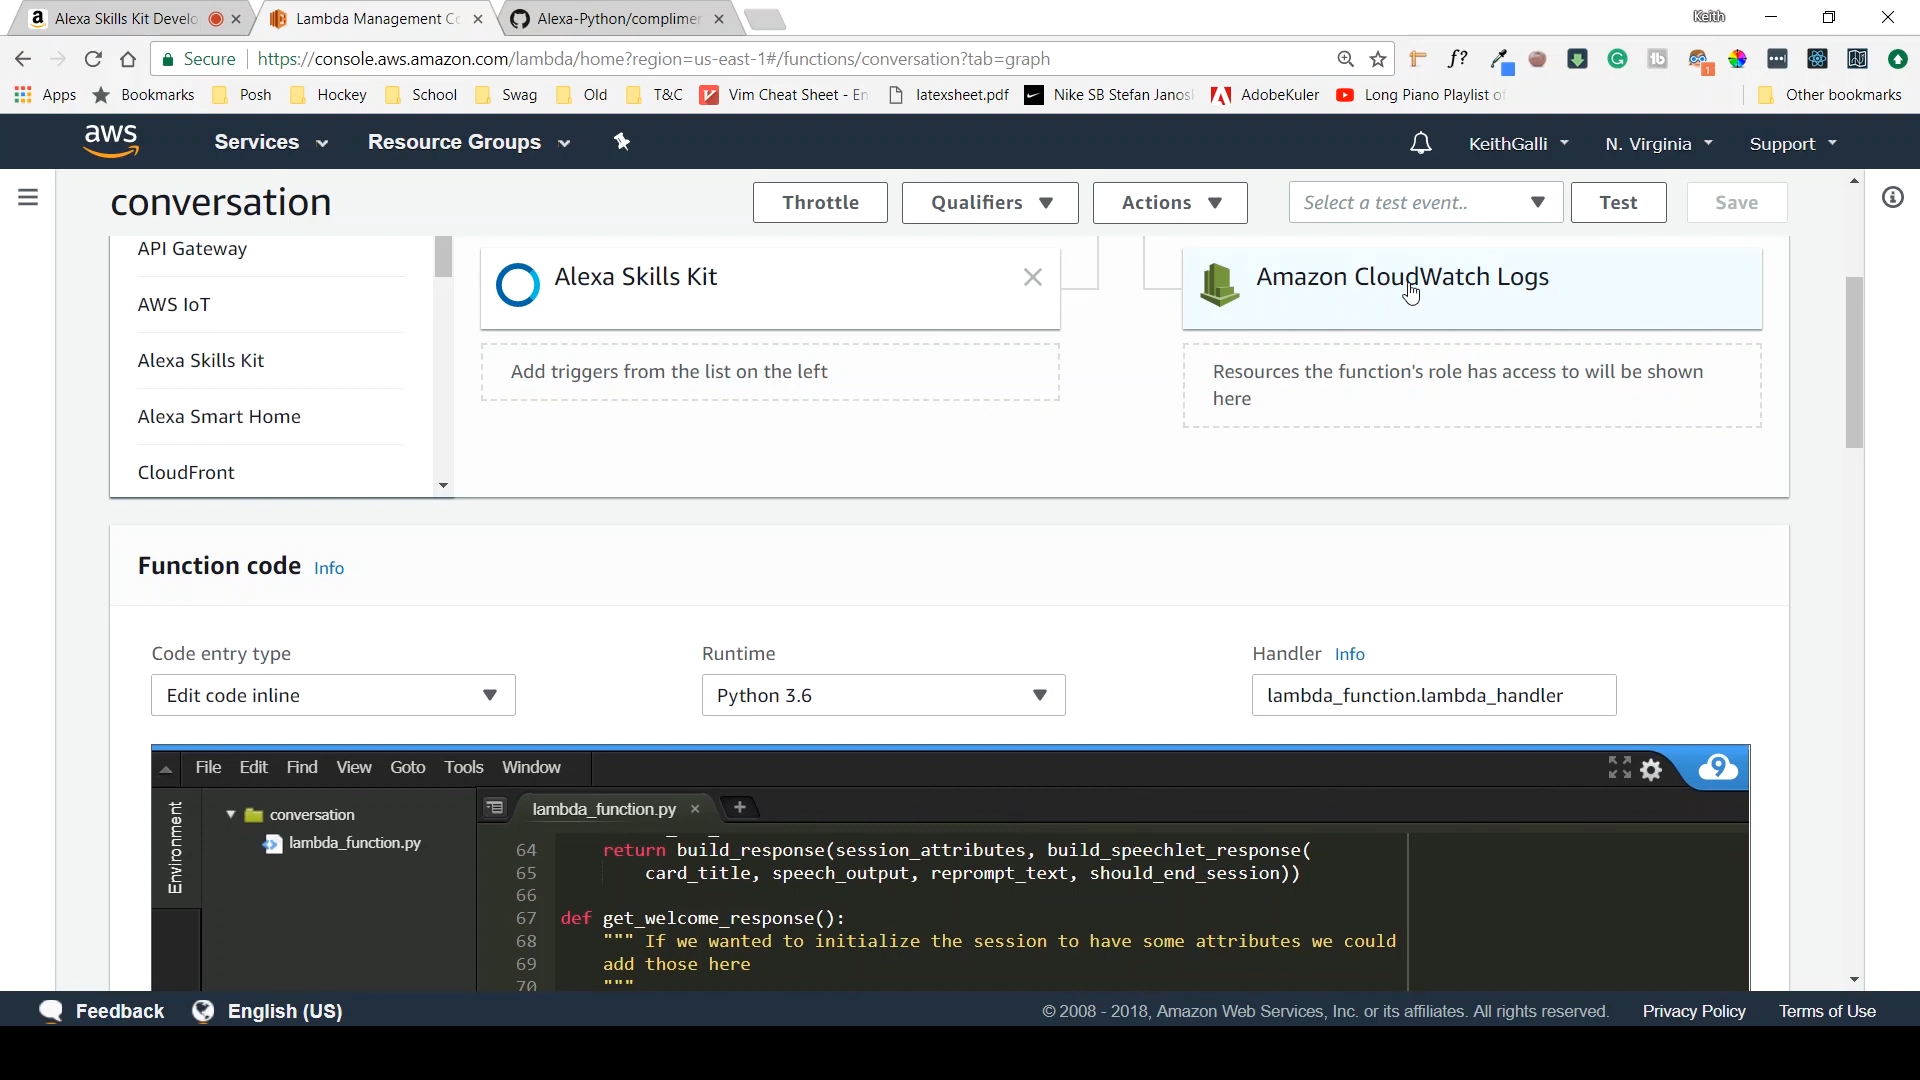 Alexa Skills Kit Develo
Lambda Management Co
Alexa-Python/complimen
Keith
Secure
https://console.aws.amazon.com/lambda/home?region=us-east-1#/functions/conversation?tab=graph
Apps
Bookmarks
Posh
Hockey
School
Swag
Old
T&C
Vim Cheat Sheet - En
latexsheet.pdf
Nike SB Stefan Janosk
AdobeKuler
Long Piano Playlist of
Other bookmarks
aws
Services
Resource Groups
KeithGalli
N. Virginia
Support
conversation
Throttle
Qualifiers
Actions
Select a test event..
Test
Save
API Gateway
AWS IoT
Alexa Skills Kit
Alexa Smart Home
CloudFront
Alexa Skills Kit
Add triggers from the list on the left
Amazon CloudWatch Logs
Resources the function's role has access to will be shown
here
Function code Info
Code entry type
Edit code inline
Runtime
Python 3.6
Handler Info
lambda_function.lambda_handler
File Edit Find View Goto Tools Window
Environment
conversation
lambda_function.py
lambda_function.py
64 return build_response(session_attributes, build_speechlet_response(
65 card_title, speech_output, reprompt_text, should_end_session))
66
67 def get_welcome_response():
68 """ If we wanted to initialize the session to have some attributes we could
69 add those here
70 """
Feedback
English (US)
© 2008 - 2018, Amazon Web Services, Inc. or its affiliates. All rights reserved.
Privacy Policy
Terms of Use